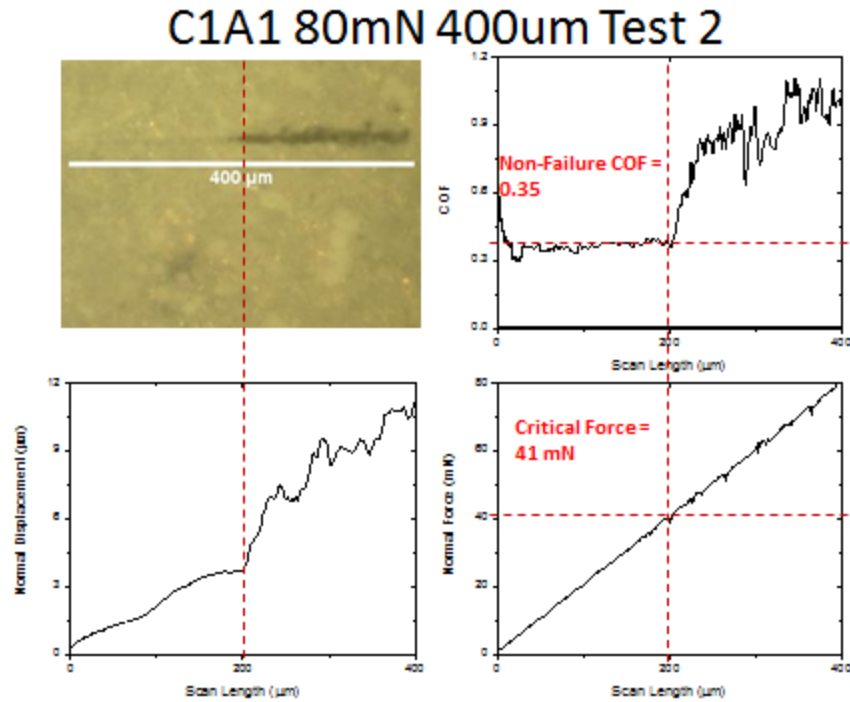 C1A1 80mN 400um Test 2
400 µm
1.2
0.9
0.6
0.3
0.0
COF
Non-Failure COF =
0.35
0
200
400
Scan Length (µm)
12
9
6
3
0
Normal Displacement (µm)
0
200
400
Scan Length (µm)
80
60
40
20
0
Normal Force (mN)
Critical Force =
41 mN
0
200
400
Scan Length (µm)